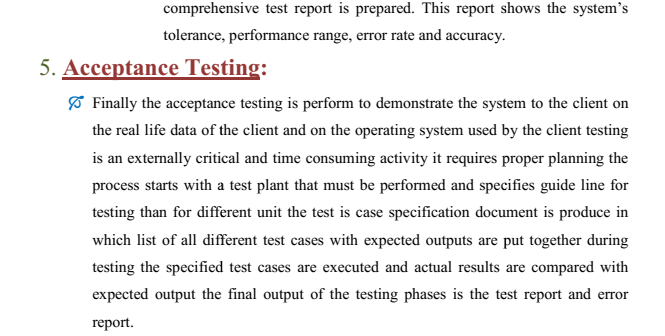 comprehensive test report is prepared. This report shows the system's
tolerance, performance range, error rate and accuracy.
5. Acceptance Testing:
Finally the acceptance testing is perform to demonstrate the system to the client on
the real life data of the client and on the operating system used by the client testing
is an externally critical and time consuming activity it requires proper planning the
process starts with a test plant that must be performed and specifies guide line for
testing than for different unit the test is case specification document is produce in
which list of all different test cases with expected outputs are put together during
testing the specified test cases are executed and actual results are compared with
expected output the final output of the testing phases is the test report and error
report.